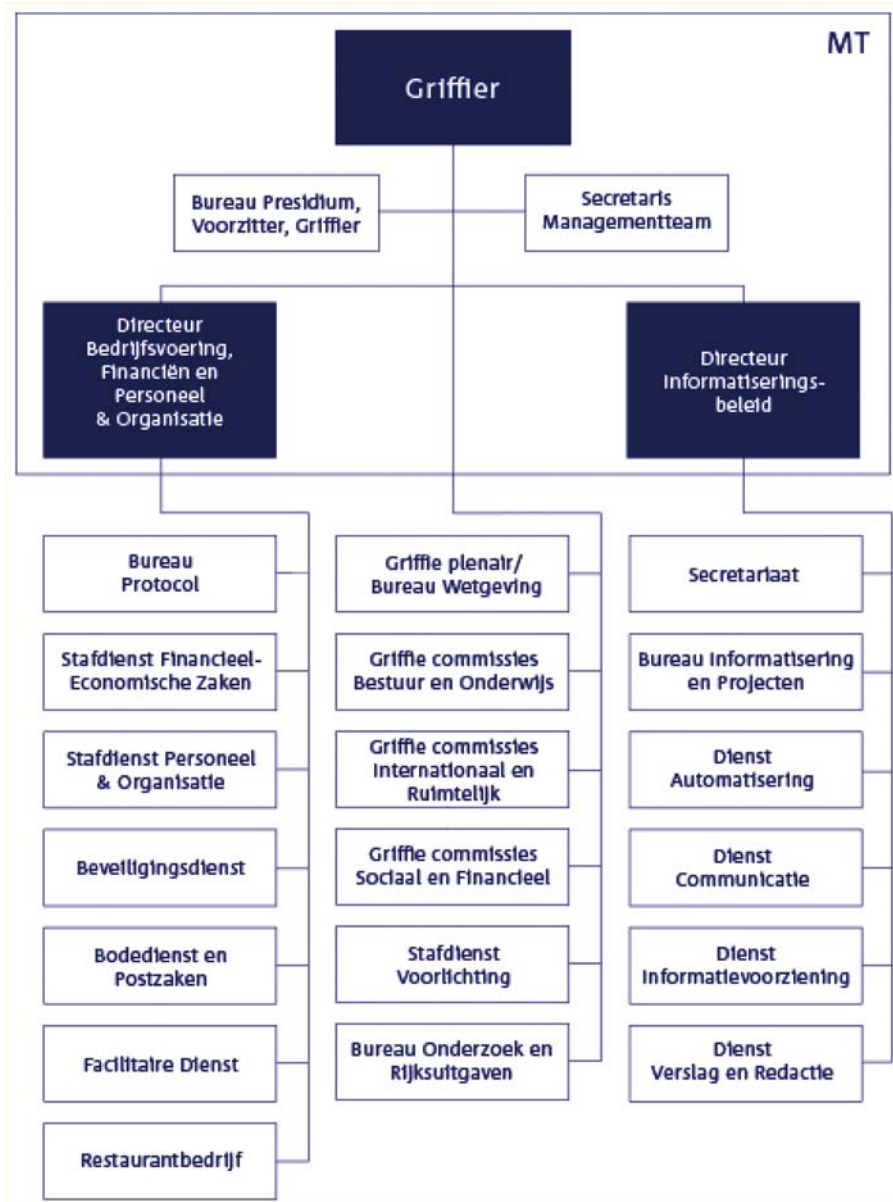 MT
Griffier
Bureau Presidium,
Voorzitter, Griffier
Secretaris
Managementteam
Directeur
Bedrijfsvoering,
Financiën en
Personeel
& Organisatie
Directeur
Informatiserings-
beleid
Bureau
Protocol
Stafdienst Financieel-
Economische Zaken
Stafdienst Personeel
& Organisatie
Beveiligingsdienst
Bodedienst en
Postzaken
Facilitaire Dienst
Restaurantbedrijf
Griffie plenair/
Bureau Wetgeving
Griffie commissies
Bestuur en Onderwijs
Griffie commissies
Internationaal en
Ruimtelijk
Griffie commissies
Sociaal en Financieel
Stafdienst
Voorlichting
Bureau Onderzoek en
Rijksuitgaven
Secretariaat
Bureau Informatisering
en Projecten
Dienst
Automatisering
Dienst
Communicatie
Dienst
Informatievoorziening
Dienst
Verslag en Redactie